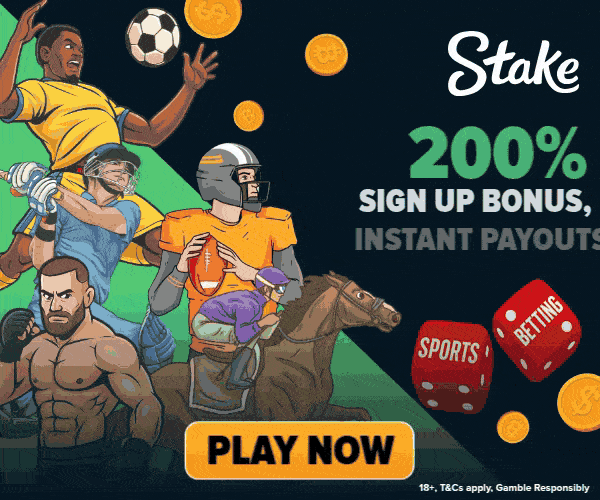 Stake
200%
SIGN UP BONUS,
INSTANT PAYOUTS
SPORTS
BETTING
PLAY NOW
18+, T&Cs apply, Gamble Responsibly